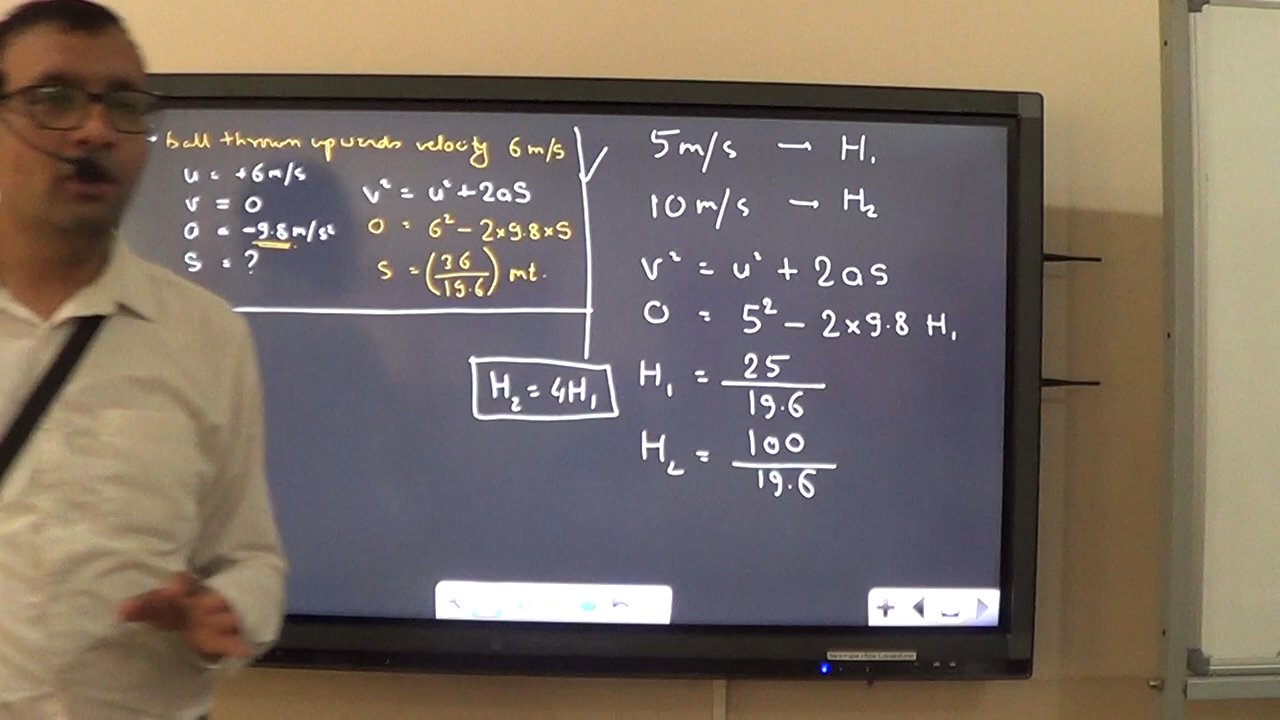 ball thrown upwards velocity 6 m/s
u = +6 m/s
v = 0
0 = -9.8 m/s²
S = ?
v² = u² + 2aS
0 = 6² - 2×9.8×S
S = (36/19.6) mt.
H₂ = 4H₁
5 m/s → H₁
10 m/s → H₂
v² = u² + 2as
0 = 5² - 2×9.8 H₁
H₁ = 25/19.6
H₂ = 100/19.6